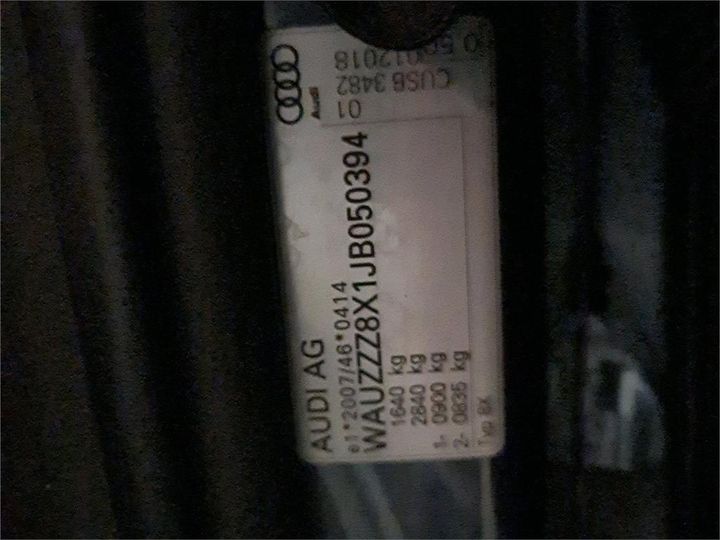 AUDI AG
e1*2007/46*0414
WAUZZZ8X1JB050394
1640 kg
2840 kg
1- 0900 kg
2- 0835 kg
Typ 8X
Audi
01
CUSB 3482